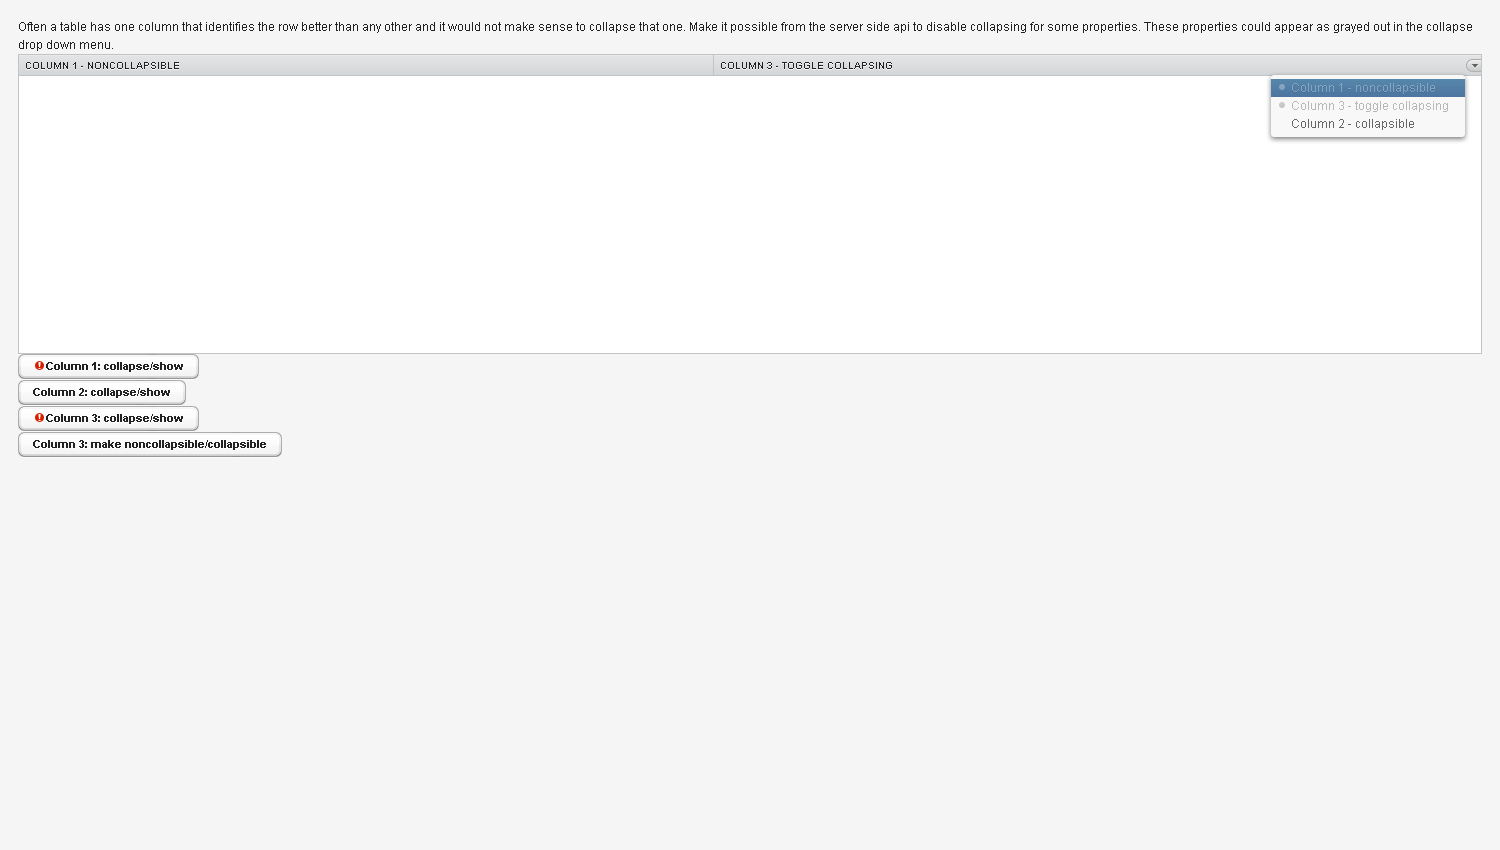 Often a table has one column that identifies the row better than any other and it would not make sense to collapse that one. Make it possible from the server side api to disable collapsing for some properties. These properties could appear as grayed out in the collapse
drop down menu.
COLUMN 1 - NONCOLLAPSIBLE
COLUMN 3 - TOGGLE COLLAPSING
Column 1 - noncollapsible
Column 3 - toggle collapsing
Column 2 - collapsible
Column 1: collapse/show
Column 2: collapse/show
Column 3: collapse/show
Column 3: make noncollapsible/collapsible